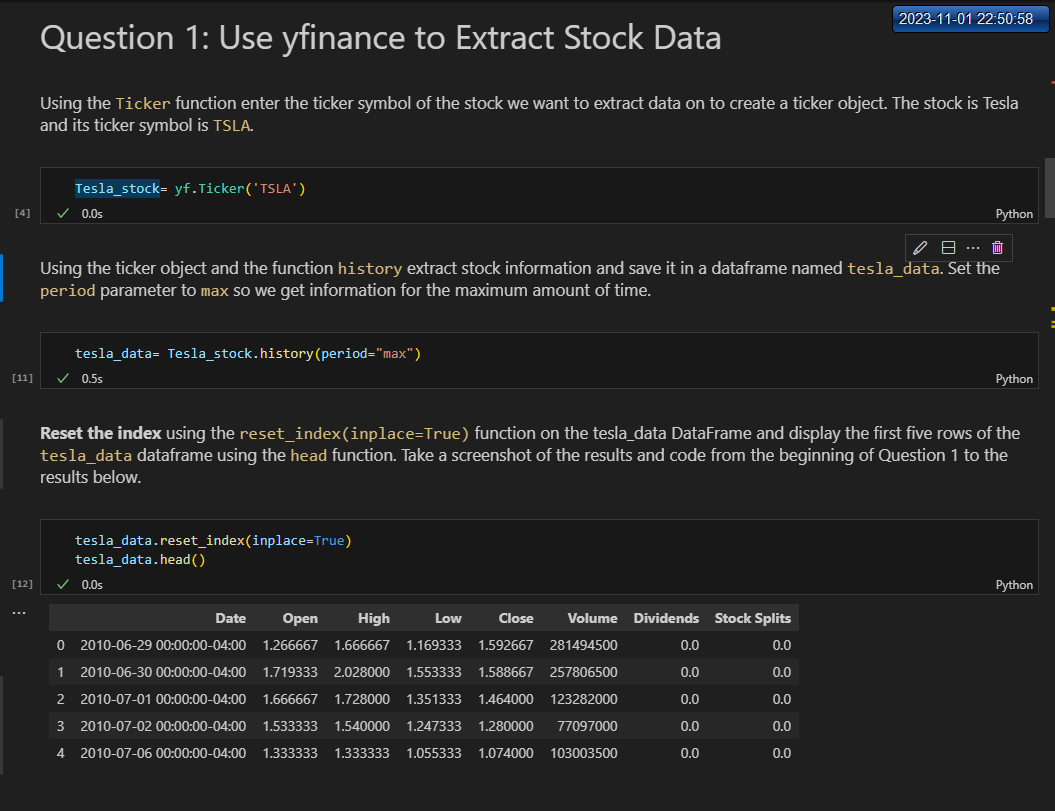 2023-11-01 22:50:58
Question 1: Use yfinance to Extract Stock Data
Using the Ticker function enter the ticker symbol of the stock we want to extract data on to create a ticker object. The stock is Tesla
and its ticker symbol is TSLA.
Tesla_stock= yf.Ticker('TSLA')
[4] ✓ 0.0s Python
Using the ticker object and the function history extract stock information and save it in a dataframe named tesla_data. Set the
period parameter to max so we get information for the maximum amount of time.
tesla_data= Tesla_stock.history(period="max")
[11] ✓ 0.5s Python
Reset the index using the reset_index(inplace=True) function on the tesla_data DataFrame and display the first five rows of the
tesla_data dataframe using the head function. Take a screenshot of the results and code from the beginning of Question 1 to the
results below.
tesla_data.reset_index(inplace=True)
tesla_data.head()
[12] ✓ 0.0s Python
...
Date Open High Low Close Volume Dividends Stock Splits
0 2010-06-29 00:00:00-04:00 1.266667 1.666667 1.169333 1.592667 281494500 0.0 0.0
1 2010-06-30 00:00:00-04:00 1.719333 2.028000 1.553333 1.588667 257806500 0.0 0.0
2 2010-07-01 00:00:00-04:00 1.666667 1.728000 1.351333 1.464000 123282000 0.0 0.0
3 2010-07-02 00:00:00-04:00 1.533333 1.540000 1.247333 1.280000 77097000 0.0 0.0
4 2010-07-06 00:00:00-04:00 1.333333 1.333333 1.055333 1.074000 103003500 0.0 0.0